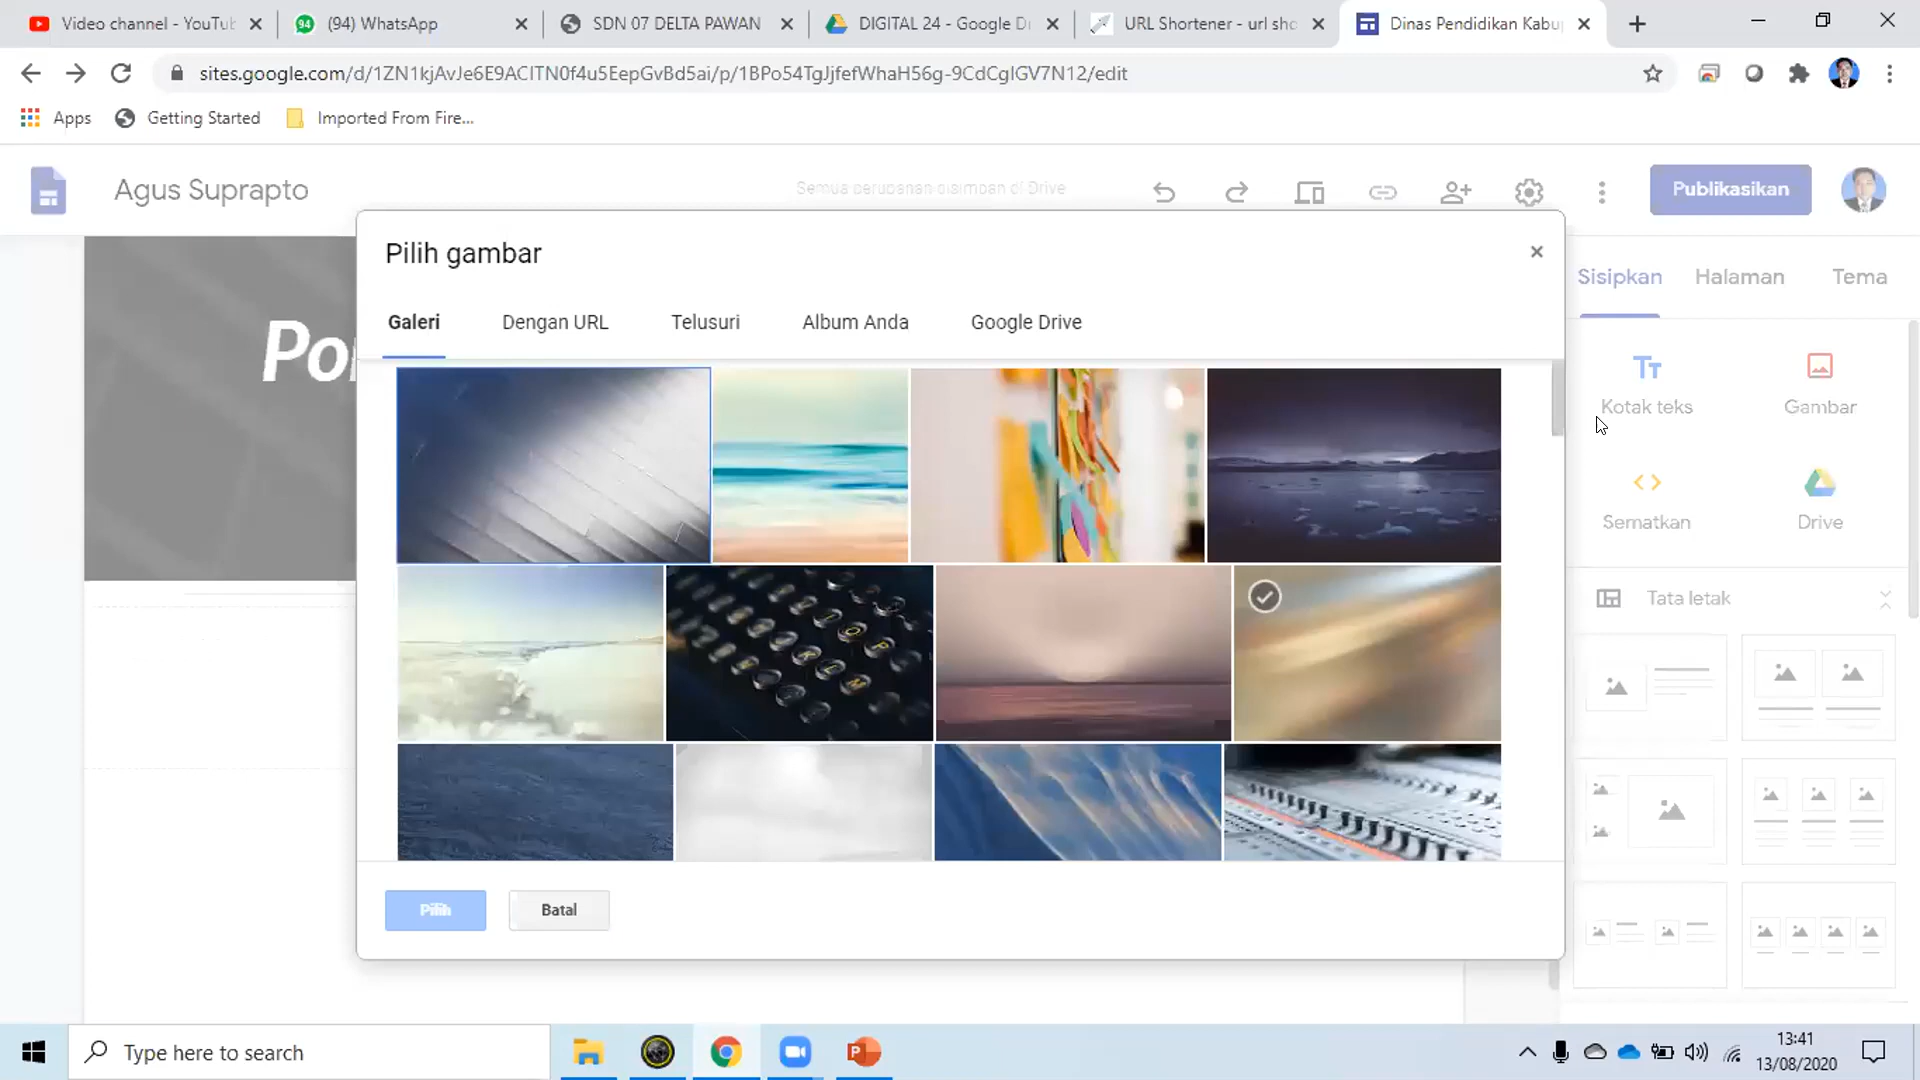 Video channel - YouTu
(94) WhatsApp
SDN 07 DELTA PAWAN
DIGITAL 24 - Google Dr
URL Shortener - url sho
Dinas Pendidikan Kabu
sites.google.com/d/1ZN1kjAvJe6E9ACITN0f4u5EepGvBd5ai/p/1BPo54TgJjfefWhaH56g-9CdCgIGV7N12/edit
Apps
Getting Started
Imported From Fire...
Agus Suprapto
Semua perubahan disimpan di Drive
Publikasikan
Po
Pilih gambar
Galeri
Dengan URL
Telusuri
Album Anda
Google Drive
Pilih
Batal
Sisipkan
Halaman
Tema
Kotak teks
Gambar
Sematkan
Drive
Tata letak
Type here to search
13:41
13/08/2020